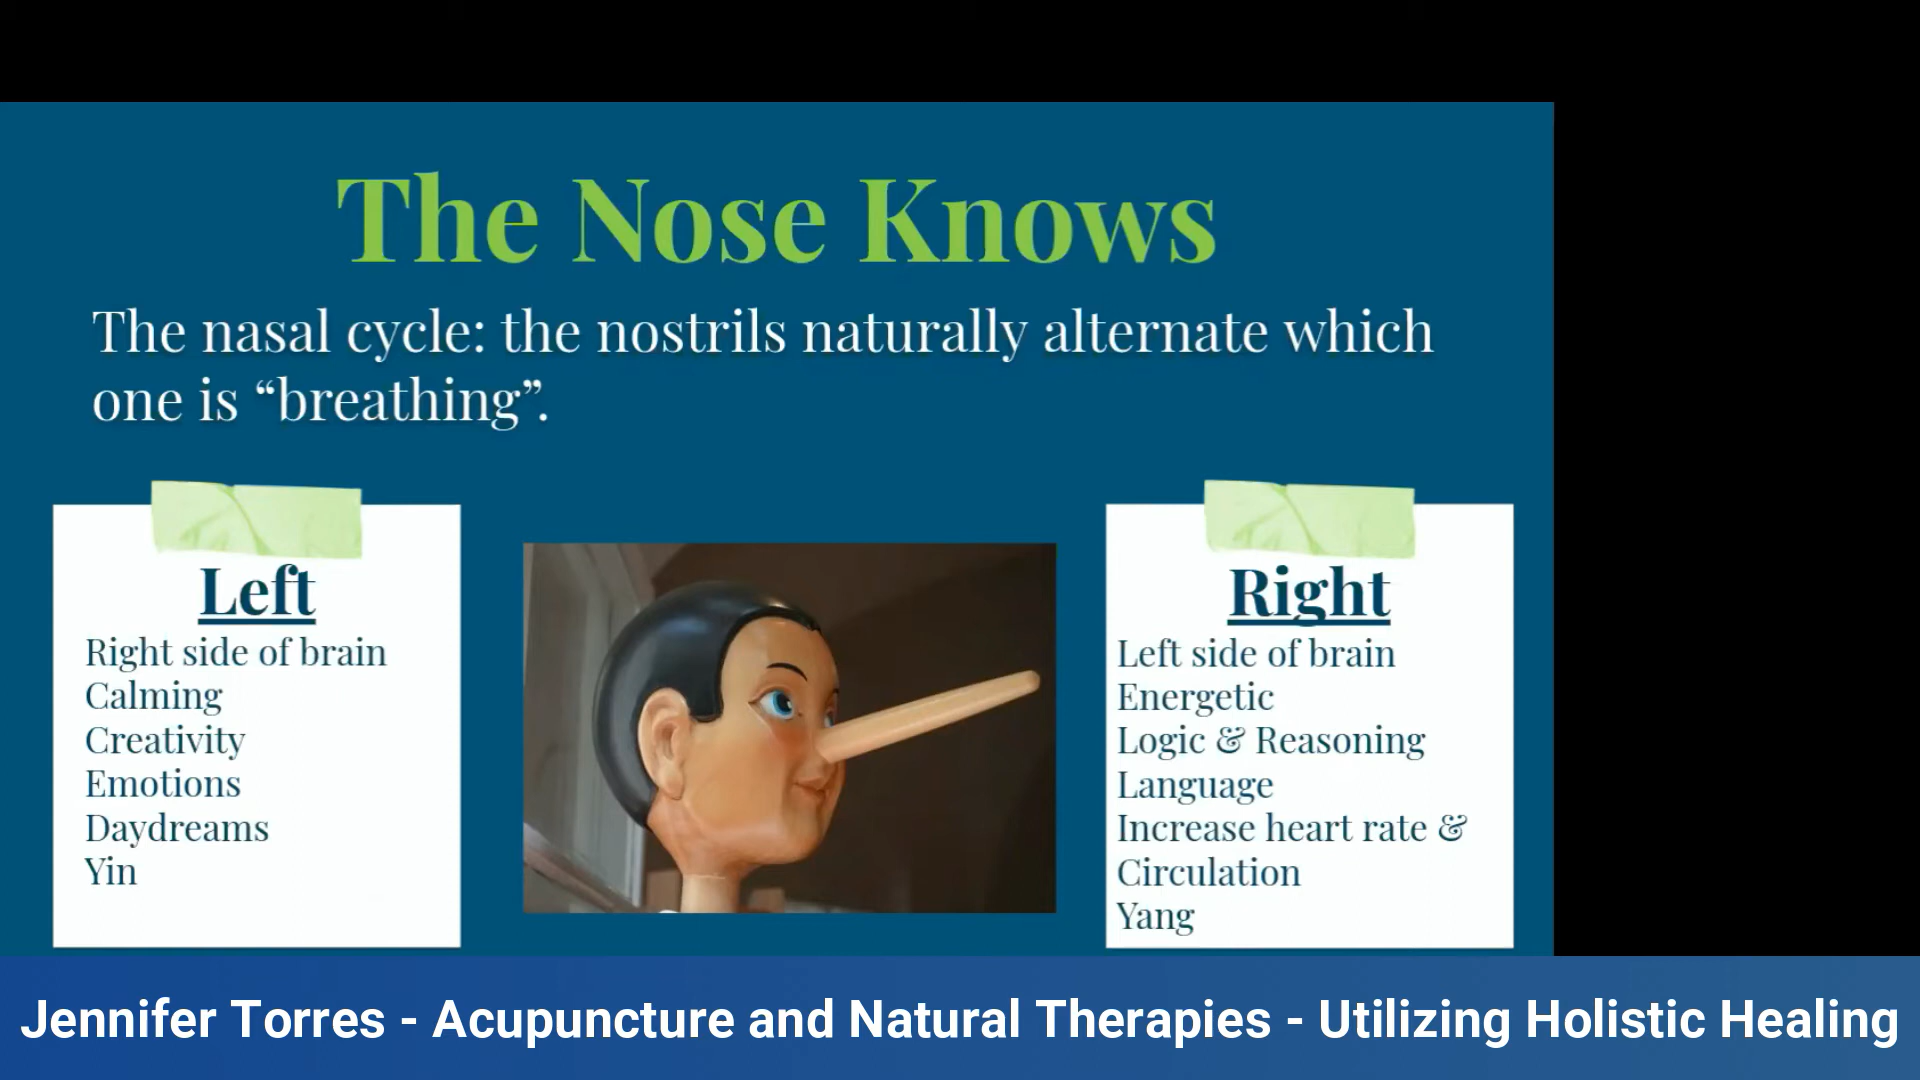 The Nose Knows
The nasal cycle: the nostrils naturally alternate which
one is “breathing”.
Left
Right side of brain
Calming
Creativity
Emotions
Daydreams
Yin
Right
Left side of brain
Energetic
Logic & Reasoning
Language
Increase heart rate &
Circulation
Yang
Jennifer Torres - Acupuncture and Natural Therapies - Utilizing Holistic Healing